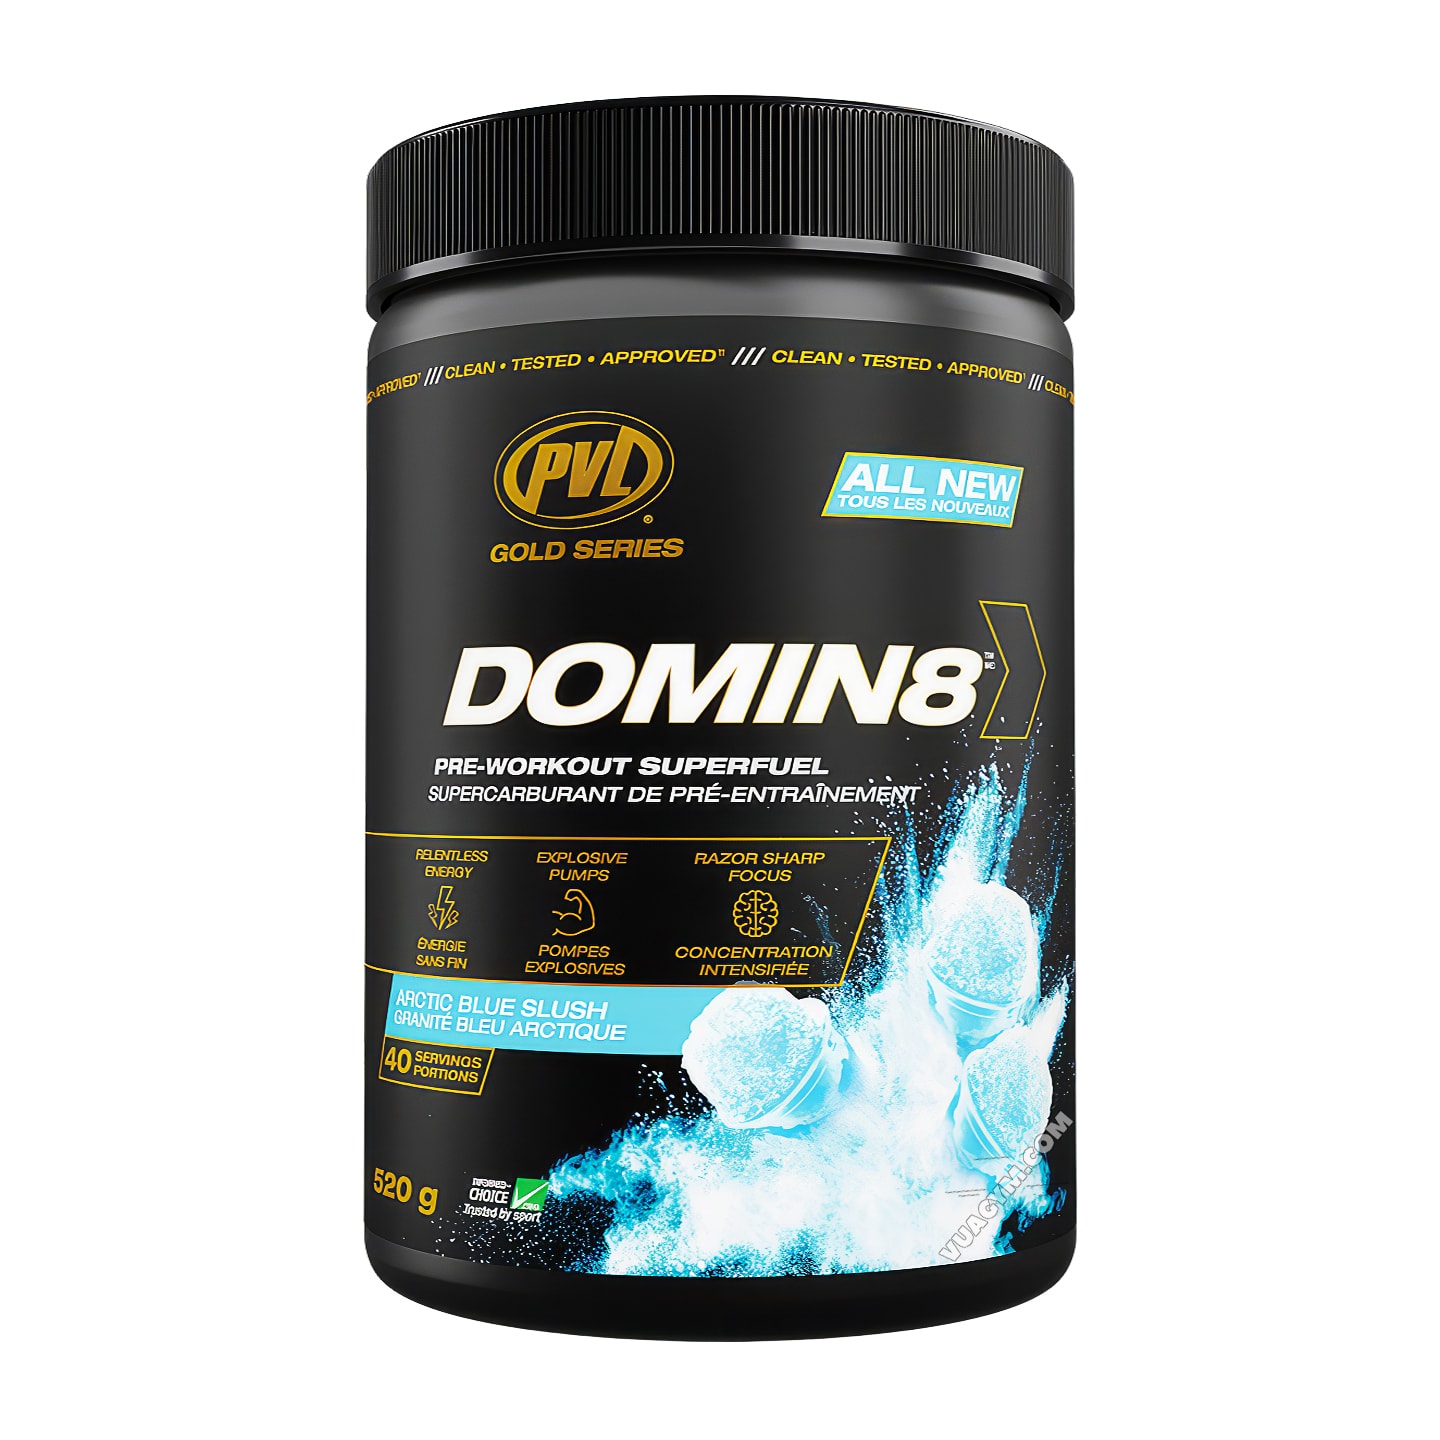 APPROVED /// CLEAN • TESTED • APPROVED†† /// CLEAN • TESTED • APPROVED† ///
PVL
®
GOLD SERIES
ALL NEW
TOUS LES NOUVEAUX
DOMIN8
PRE-WORKOUT SUPERFUEL
SUPERCARBURANT DE PRÉ-ENTRAÎNEMENT
RELENTLESS
ENERGY
ÉNERGIE
SANS FIN
EXPLOSIVE
PUMPS
POMPES
EXPLOSIVES
RAZOR SHARP
FOCUS
CONCENTRATION
INTENSIFIÉE
ARCTIC BLUE SLUSH
GRANITÉ BLEU ARCTIQUE
40 SERVINGS
PORTIONS
520 g
CHOICE
Trusted by sport
VUAGYM.COM